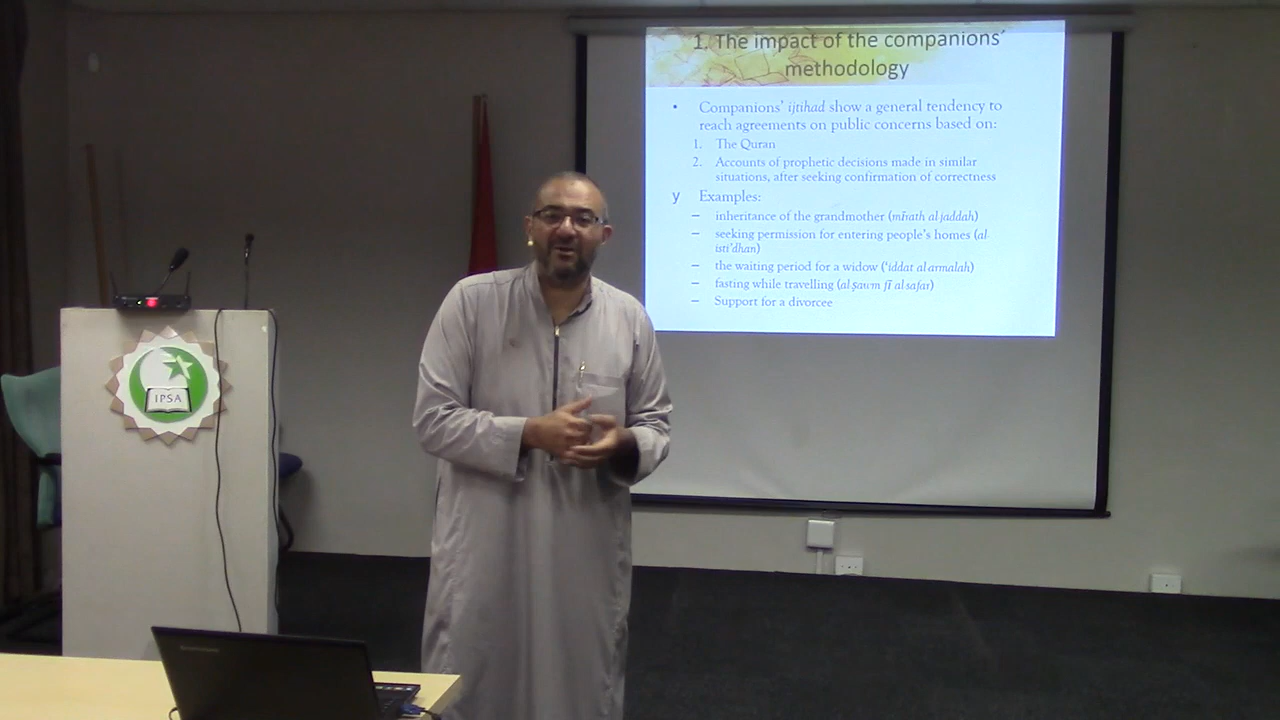 1. The impact of the companions'
methodology
• Companions' ijtihad show a general tendency to
reach agreements on public concerns based on:
1. The Quran
2. Accounts of prophetic decisions made in similar
situations, after seeking confirmation of correctness
y Examples:
– inheritance of the grandmother (mīrath al jaddah)
– seeking permission for entering people's homes (al-
isti'dhan)
– the waiting period for a widow ('iddat al armalah)
– fasting while travelling (al ṣawm fī al safar)
– Support for a divorcee
IPSA